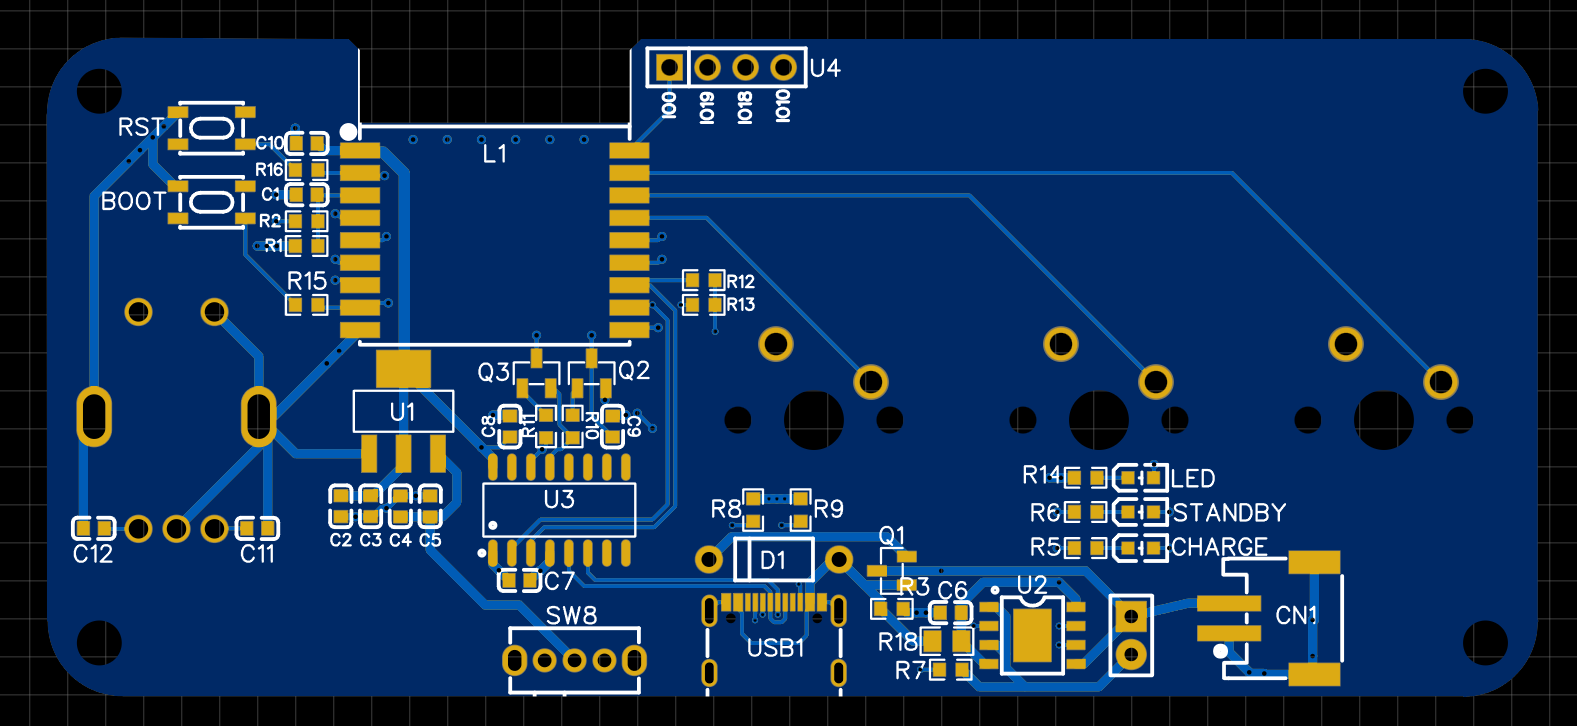 U4
IO0
IO19
IO18
IO10
RST
C10
L1
R16
C1
BOOT
R2
R1
R15
R12
R13
Q3
Q2
U1
C8
R11
R10
C9
U3
R14
LED
R8
R9
R6
STANDBY
C2
C3
C4
C5
Q1
R5
CHARGE
C12
C11
D1
C7
R3
C6
U2
SW8
CN1
USB1
R18
R7